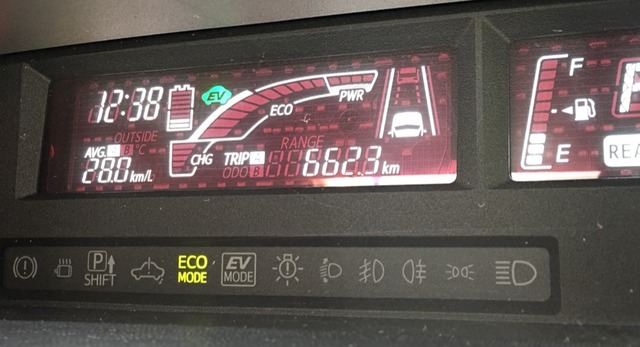 12:38
EV
ECO
PWR
OUTSIDE
AVG. °C
28.0 km/L
CHG
TRIP A
RANGE
ODO B
662.3 km
F
E
REA
P SHIFT
ECO MODE
EV MODE